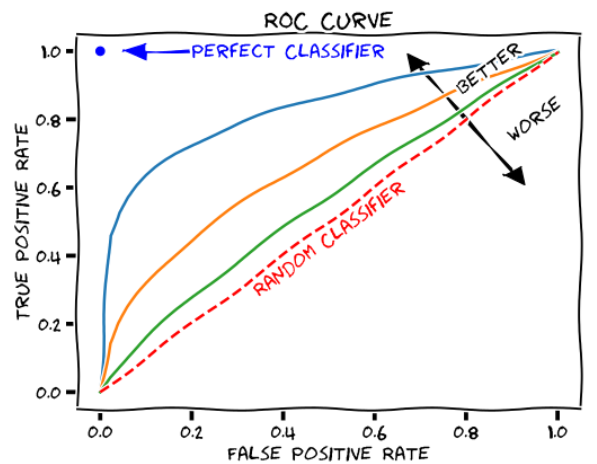 ROC CURVE
PERFECT CLASSIFIER
BETTER
WORSE
RANDOM CLASSIFIER
TRUE POSITIVE RATE
1.0
0.8
0.6
0.4
0.2
0.0
0.0 0.2 0.4 0.6 0.8 1.0
FALSE POSITIVE RATE